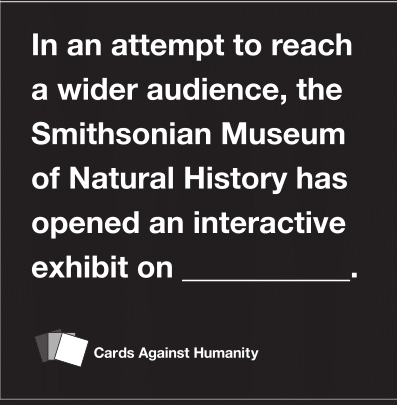 In an attempt to reach
a wider audience, the
Smithsonian Museum
of Natural History has
opened an interactive
exhibit on __________.
Cards Against Humanity